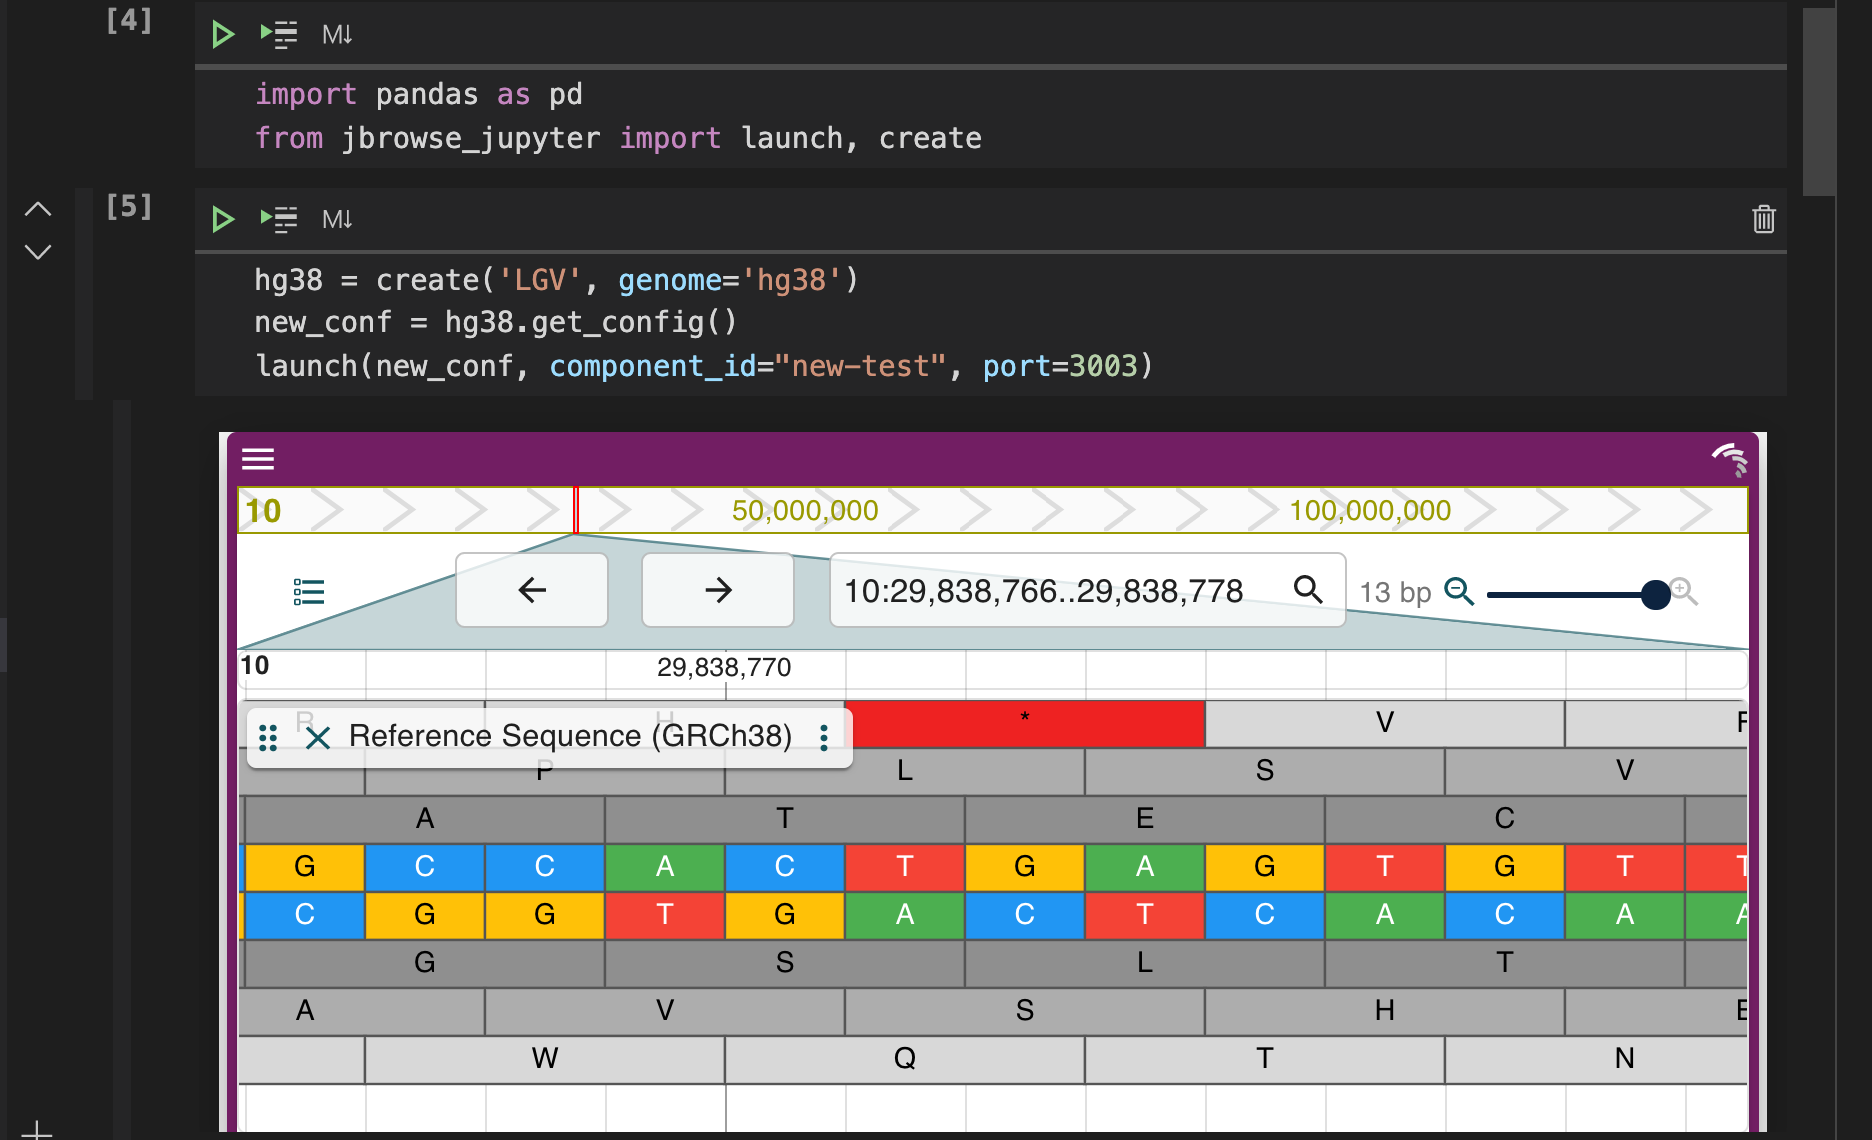 [4]
M↓
import pandas as pd
from jbrowse_jupyter import launch, create
[5]
M↓
hg38 = create('LGV', genome='hg38')
new_conf = hg38.get_config()
launch(new_conf, component_id="new-test", port=3003)
10 50,000,000 100,000,000
10:29,838,766..29,838,778 13 bp
10 29,838,770
R H * V
Reference Sequence (GRCh38)
P L S V
A T E C
G C C A C T G A G T G T T
C G G T G A C T C A C A A
G S L T
A V S H E
W Q T N